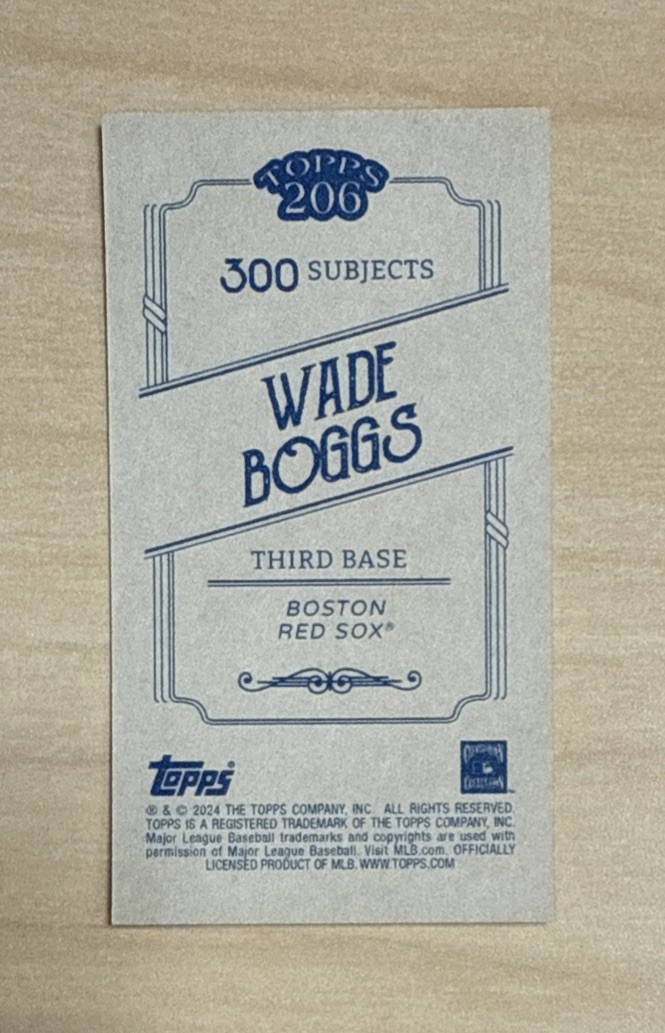 TOPPS
206
300 SUBJECTS
WADE
BOGGS
THIRD BASE
BOSTON
RED SOX®
topps®
® & © 2024 THE TOPPS COMPANY, INC. ALL RIGHTS RESERVED.
TOPPS IS A REGISTERED TRADEMARK OF THE TOPPS COMPANY, INC.
Major League Baseball trademarks and copyrights are used with
permission of Major League Baseball. Visit MLB.com. OFFICIALLY
LICENSED PRODUCT OF MLB. WWW.TOPPS.COM